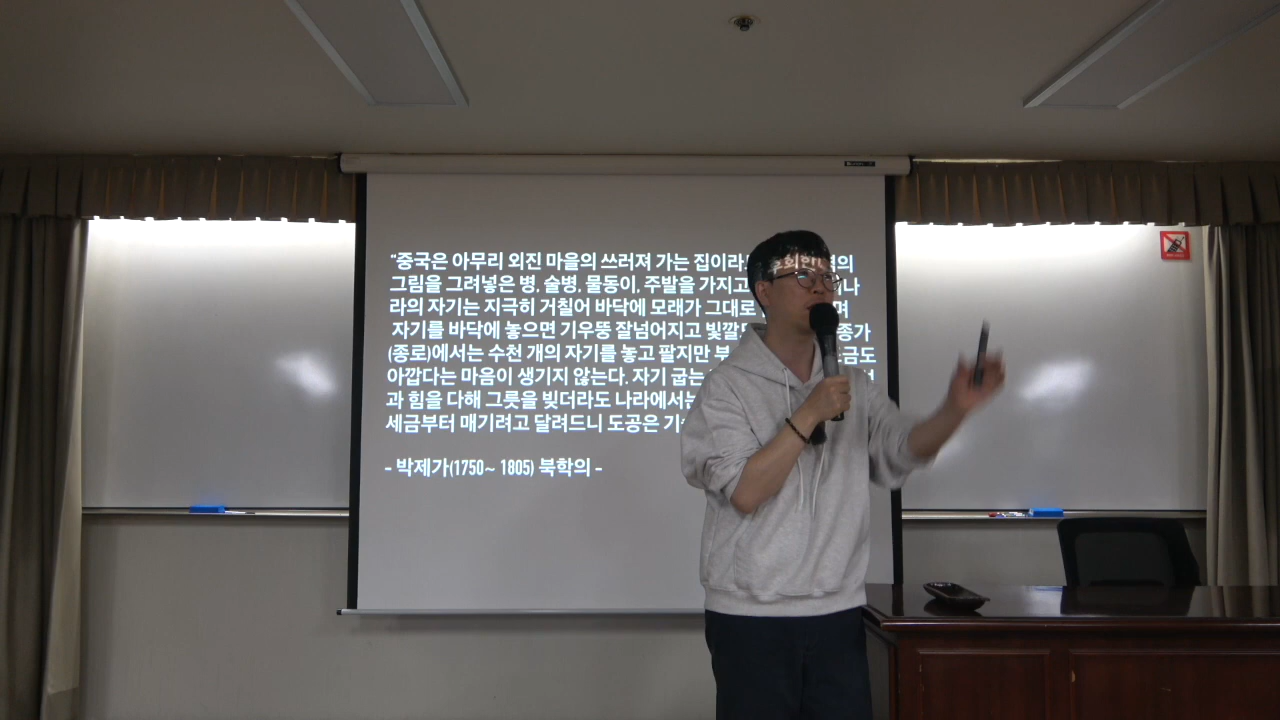 “중국은 아무리 외진 마을의 쓰러져 가는 집이라 의
그림을 그려넣은 병, 술병, 물동이, 주발을 가지고 나
라의 자기는 지극히 거칠어 바닥에 모래가 그대로 며
자기를 바닥에 놓으면 기우뚱 잘넘어지고 빛깔 종가
(종로)에서는 수천 개의 자기를 놓고 팔지만 부 금도
아깝다는 마음이 생기지 않는다. 자기 굽는
과 힘을 다해 그릇을 빚더라도 나라에서는
세금부터 매기려고 달려드니 도공은
- 박제가(1750~ 1805) 북학의 -